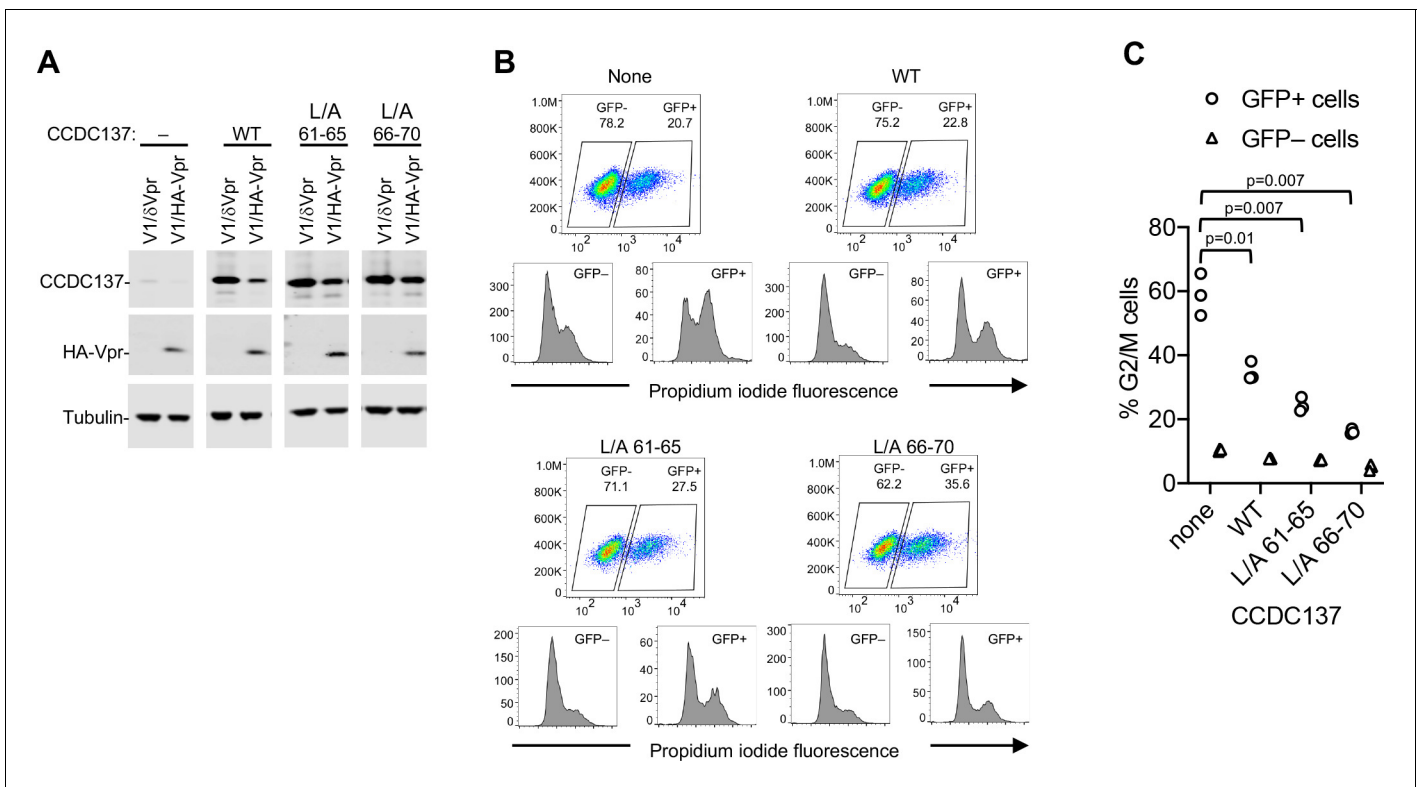 A
CCDC137:
–
WT
L/A
61-65
L/A
66-70
V1/δVpr
V1/HA-Vpr
V1/δVpr
V1/HA-Vpr
V1/δVpr
V1/HA-Vpr
V1/δVpr
V1/HA-Vpr
CCDC137-
HA-Vpr-
Tubulin-
B
None
1.0M
800K
600K
400K
200K
0
GFP-
78.2
GFP+
20.7
10²
10³
10⁴
WT
1.0M
800K
600K
400K
200K
0
GFP-
75.2
GFP+
22.8
10²
10³
10⁴
GFP–
300
200
100
0
GFP+
80
60
40
20
0
GFP–
300
200
100
0
GFP+
80
60
40
20
0
Propidium iodide fluorescence
L/A 61-65
1.0M
800K
600K
400K
200K
0
GFP-
71.1
GFP+
27.5
10²
10³
10⁴
L/A 66-70
1.0M
800K
600K
400K
200K
0
GFP-
62.2
GFP+
35.6
10²
10³
10⁴
GFP–
200
150
100
50
0
GFP+
60
40
20
0
GFP–
300
200
100
0
GFP+
150
100
50
0
Propidium iodide fluorescence
C
GFP+ cells
GFP– cells
p=0.007
p=0.007
p=0.01
% G2/M cells
80
60
40
20
0
none
WT
L/A 61-65
L/A 66-70
CCDC137